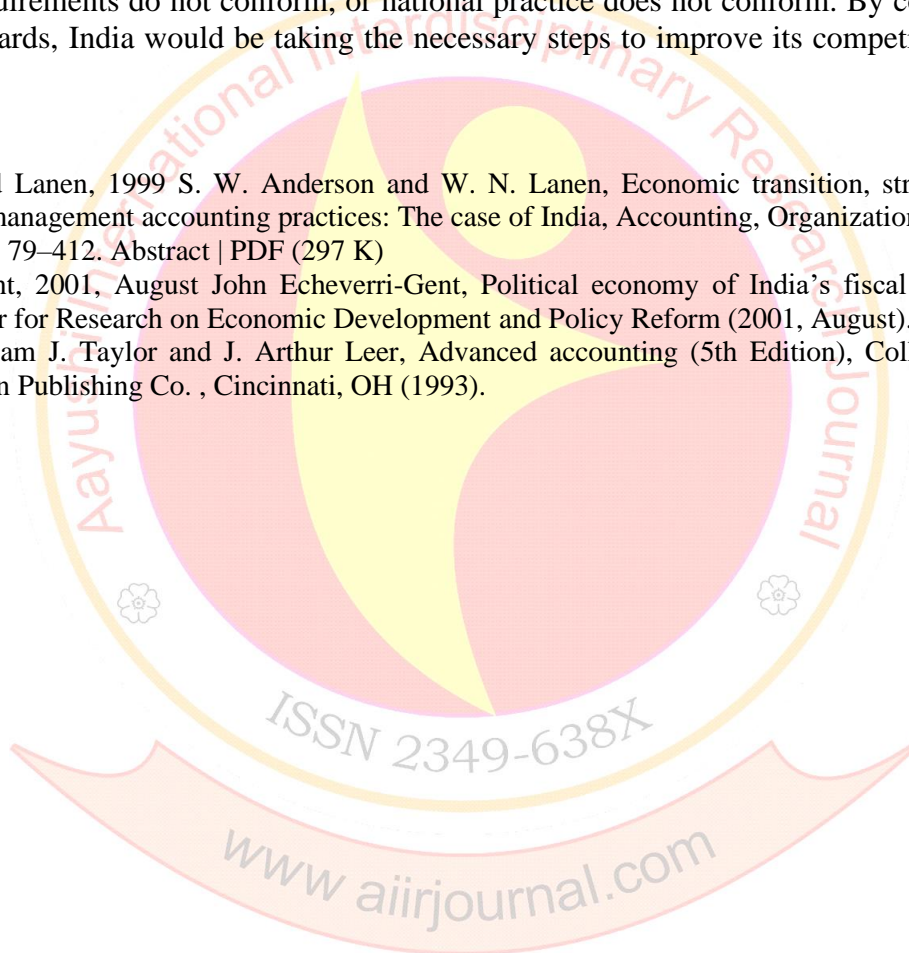 uirements do not conform, or national practice does not conform. By co
ards, India would be taking the necessary steps to improve its competi
l Lanen, 1999 S. W. Anderson and W. N. Lanen, Economic transition, str
management accounting practices: The case of India, Accounting, Organization
79–412. Abstract | PDF (297 K)
nt, 2001, August John Echeverri-Gent, Political economy of India's fiscal
r for Research on Economic Development and Policy Reform (2001, August).
am J. Taylor and J. Arthur Leer, Advanced accounting (5th Edition), Coll
n Publishing Co. , Cincinnati, OH (1993).
Aayushi International Interdisciplinary Research Journal
ISSN 2349-638X
www aiirjournal.com